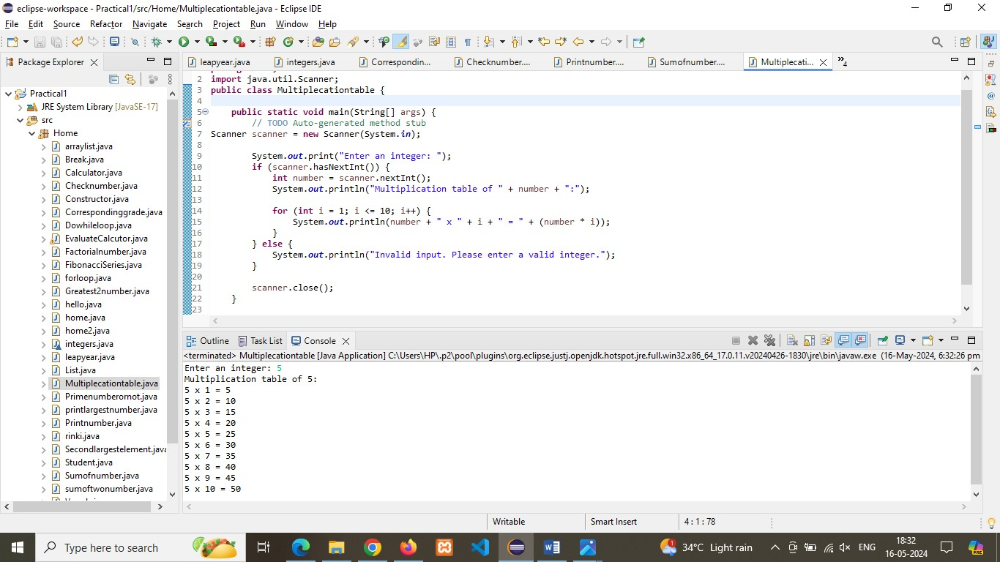 eclipse-workspace - Practical1/src/Home/Multiplecationtable.java - Eclipse IDE
File Edit Source Refactor Navigate Search Project Run Window Help
Package Explorer
leapyear.java integers.java Correspondin... Checknumber.... Printnumber.... Sumofnumber.... Multiplecati... 4
Practical1
JRE System Library [JavaSE-17]
src
Home
arraylist.java
Break.java
Calculator.java
Checknumber.java
Constructor.java
Correspondinggrade.java
Dowhileloop.java
EvaluateCalcutor.java
Factorialnumber.java
FibonacciSeries.java
forloop.java
Greatest2number.java
hello.java
home.java
home2.java
integers.java
leapyear.java
List.java
Multiplecationtable.java
Primenumberornot.java
printlargestnumber.java
Printnumber.java
rinki.java
Secondlargestelement.java
Student.java
Sumofnumber.java
sumoftwonumber.java
2 import java.util.Scanner;
3 public class Multiplecationtable {
4
5 public static void main(String[] args) {
6 // TODO Auto-generated method stub
7 Scanner scanner = new Scanner(System.in);
8
9 System.out.print("Enter an integer: ");
10 if (scanner.hasNextInt()) {
11 int number = scanner.nextInt();
12 System.out.println("Multiplication table of " + number + ":");
13
14 for (int i = 1; i <= 10; i++) {
15 System.out.println(number + " x " + i + " = " + (number * i));
16 }
17 } else {
18 System.out.println("Invalid input. Please enter a valid integer.");
19 }
20
21 scanner.close();
22 }
23
Outline Task List Console
<terminated> Multiplecationtable [Java Application] C:\Users\HP\.p2\pool\plugins\org.eclipse.justj.openjdk.hotspot.jre.full.win32.x86_64_17.0.11.v20240426-1830\jre\bin\javaw.exe (16-May-2024, 6:32:26 pm
Enter an integer: 5
Multiplication table of 5:
5 x 1 = 5
5 x 2 = 10
5 x 3 = 15
5 x 4 = 20
5 x 5 = 25
5 x 6 = 30
5 x 7 = 35
5 x 8 = 40
5 x 9 = 45
5 x 10 = 50
Writable Smart Insert 4 : 1 : 78
Type here to search
34°C Light rain ENG
18:32
16-05-2024